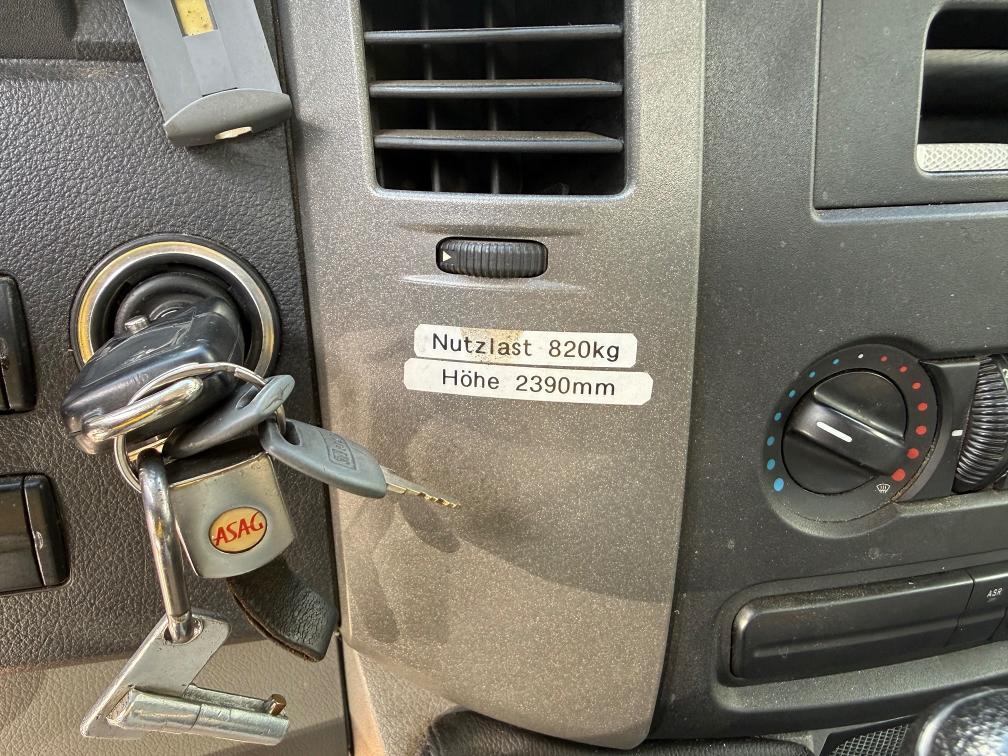 Nutzlast 820kg
Höhe 2390mm
ASAG
ASR